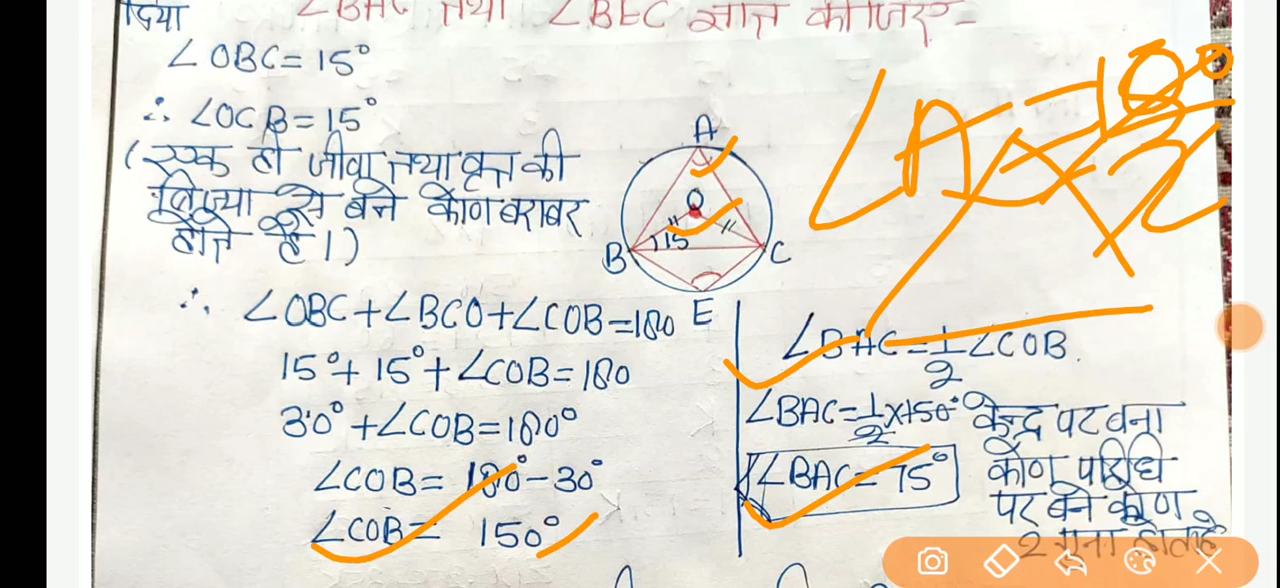 दिया
∠BAC तथा ∠BEC ज्ञात कीजिए-
∠OBC=15°
∴ ∠OCB=15°
(एक ही जीवा तथा वृत्त की
त्रिज्या से बने कोण बराबर
होते हैं।)
A
O
15
B
C
E
∴ ∠OBC+∠BCO+∠COB=180
15°+15°+∠COB=180
30°+∠COB=180°
∠COB= 180°-30°
∠COB= 150°
∠BAC=1/2∠COB.
∠BAC=1/2×150°
∠BAC=75°
केन्द्र पर बना
कोण परिधि
पर बने कोण
2 गुना होता है